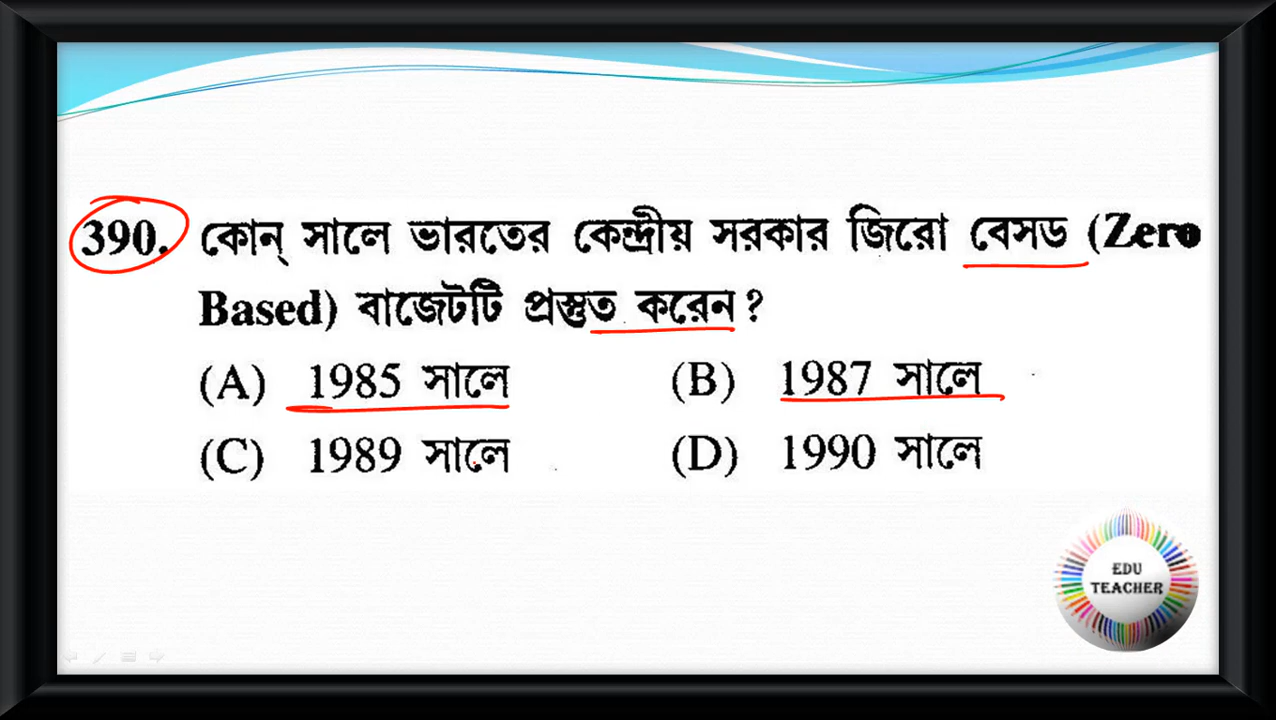 390. কোন্ সালে ভারতের কেন্দ্রীয় সরকার জিরো বেসড (Zero
Based) বাজেটটি প্রস্তুত করেন?
(A) 1985 সালে (B) 1987 সালে
(C) 1989 সালে (D) 1990 সালে
EDU
TEACHER